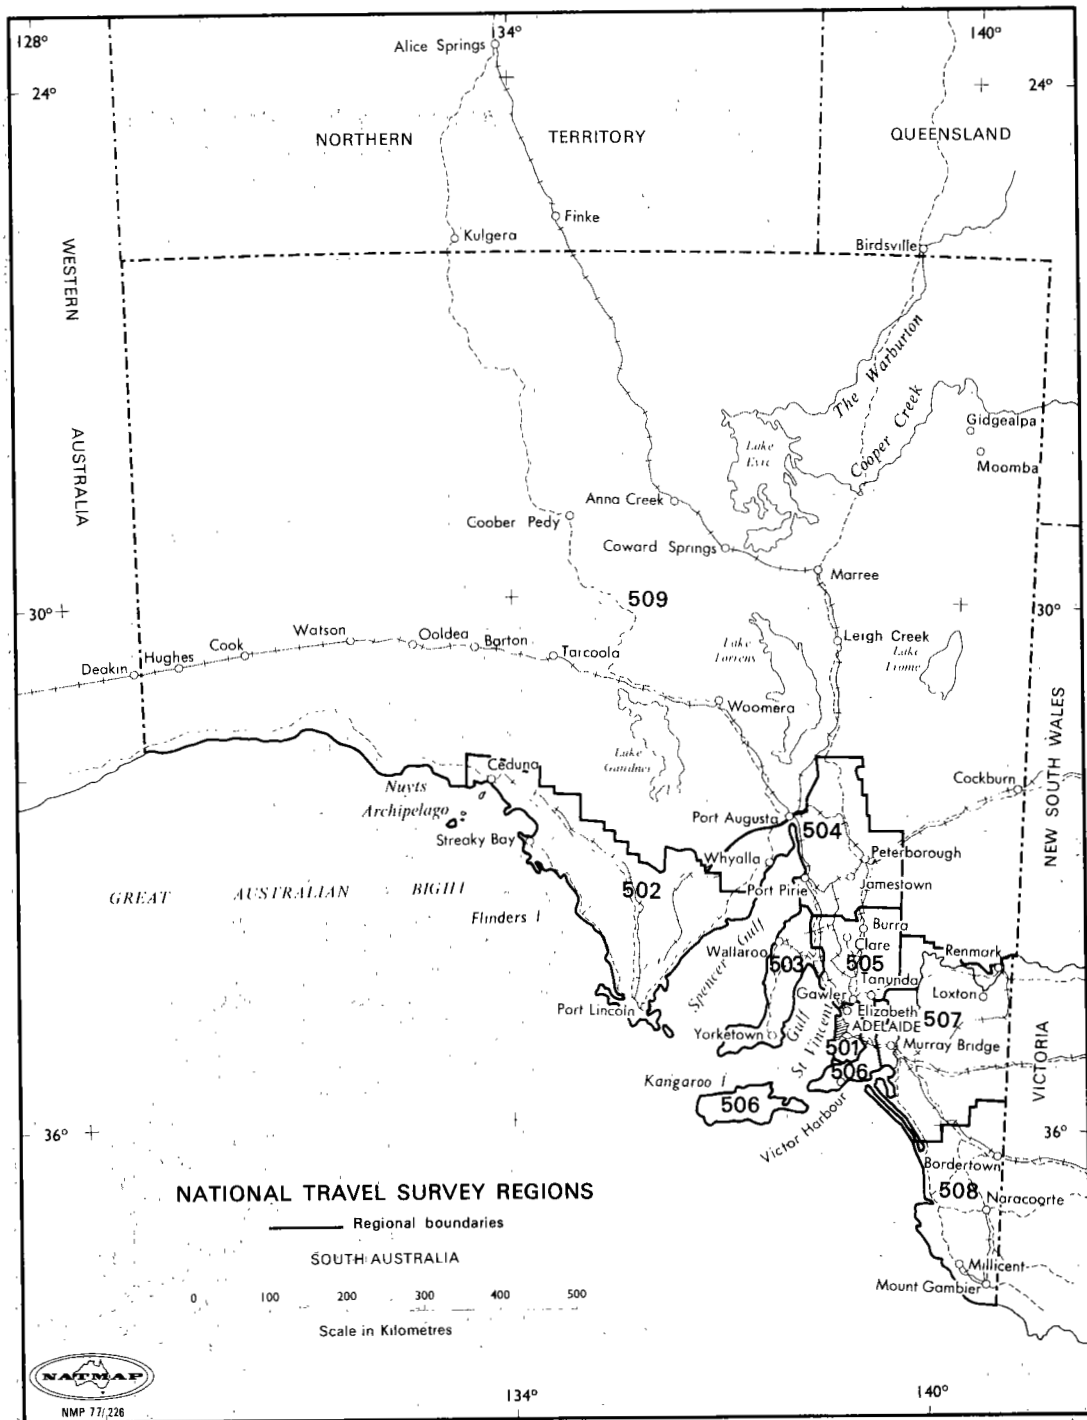 128°
134°
140°
Alice Springs
24°
24°
NORTHERN TERRITORY
QUEENSLAND
Finke
Kulgera
Birdsville
WESTERN AUSTRALIA
The Warburton
Cooper Creek
Gidgealpa
Moomba
Lake
Anna Creek
Coober Pedy
Coward Springs
Marree
509
30°
30°
Watson
Ooldea
Barton
Tarcoola
Cook
Hughes
Deakin
Leigh Creek
Lake
Lake
Woomera
Lake
NEW SOUTH WALES
Ceduna
Cockburn
Nuyts
Archipelago
Port Augusta
504
Streaky Bay
Whyalla
Peterborough
Port Pirie
Jamestown
GREAT AUSTRALIAN
502
Flinders I
Burra
Wallaroo
Spencer Gulf
Clare
503
505
Renmark
Tanunda
Gawler
Loxton
Port Lincoln
Elizabeth
507
ADELAIDE
Yorketown
Gulf St Vincent
501
Murray Bridge
506
Kangaroo I
506
Victor Harbour
VICTORIA
36°
36°
Bordertown
508
Naracoorte
NATIONAL TRAVEL SURVEY REGIONS
Regional boundaries
SOUTH AUSTRALIA
Millicent
Mount Gambier
0 100 200 300 400 500
Scale in Kilometres
NATMAP
NMP 77/226
134°
140°